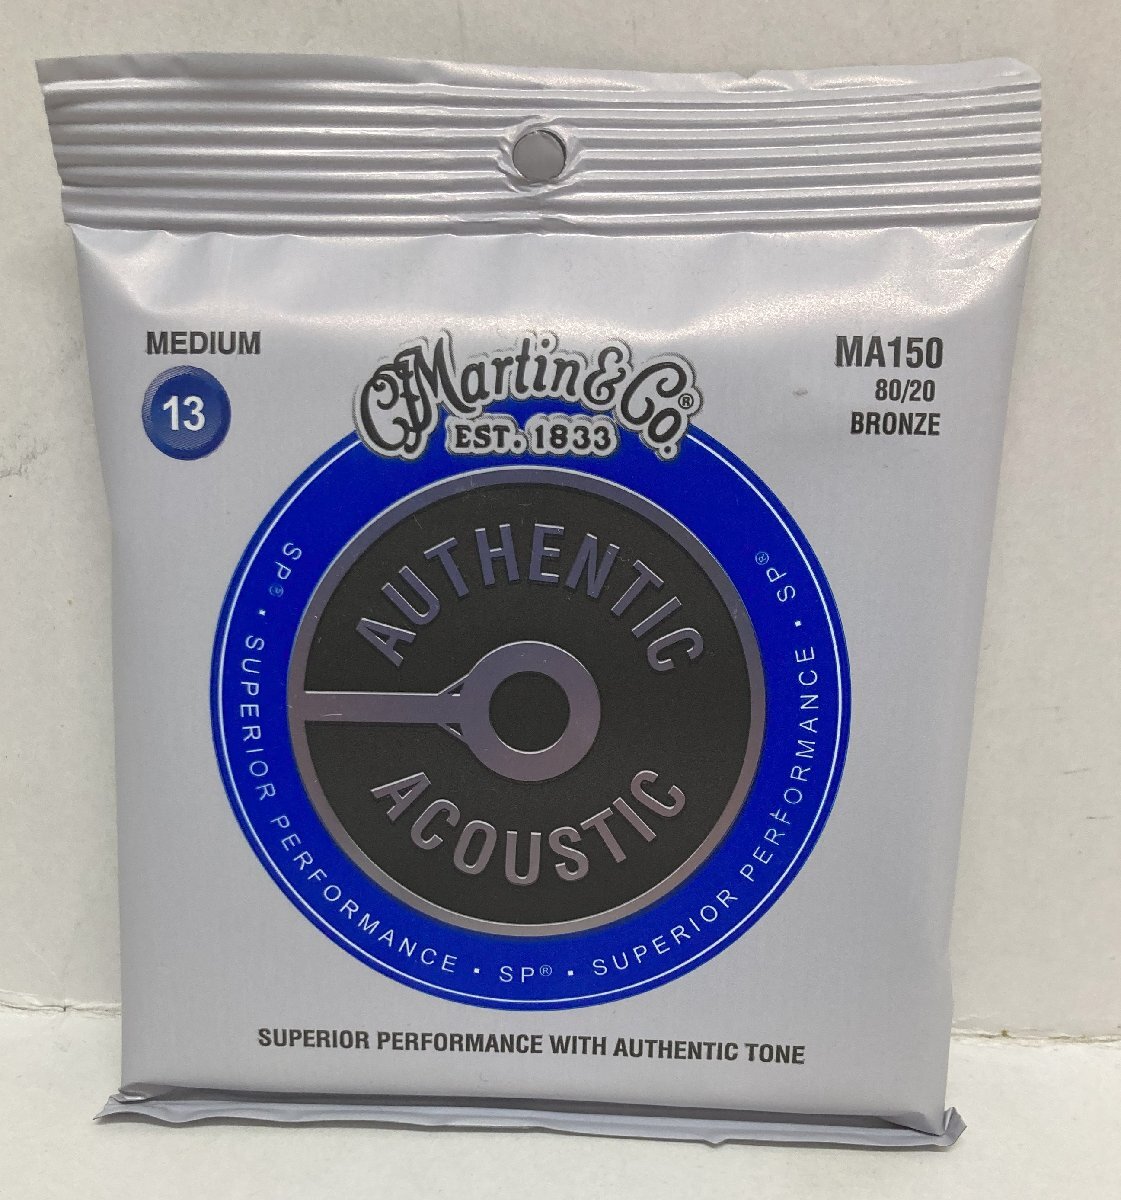 MEDIUM
13
C.F. Martin & Co.®
EST. 1833
MA150
80/20
BRONZE
AUTHENTIC
ACOUSTIC
SP® • SUPERIOR PERFORMANCE • SP® • SUPERIOR PERFORMANCE • SP®
SUPERIOR PERFORMANCE WITH AUTHENTIC TONE